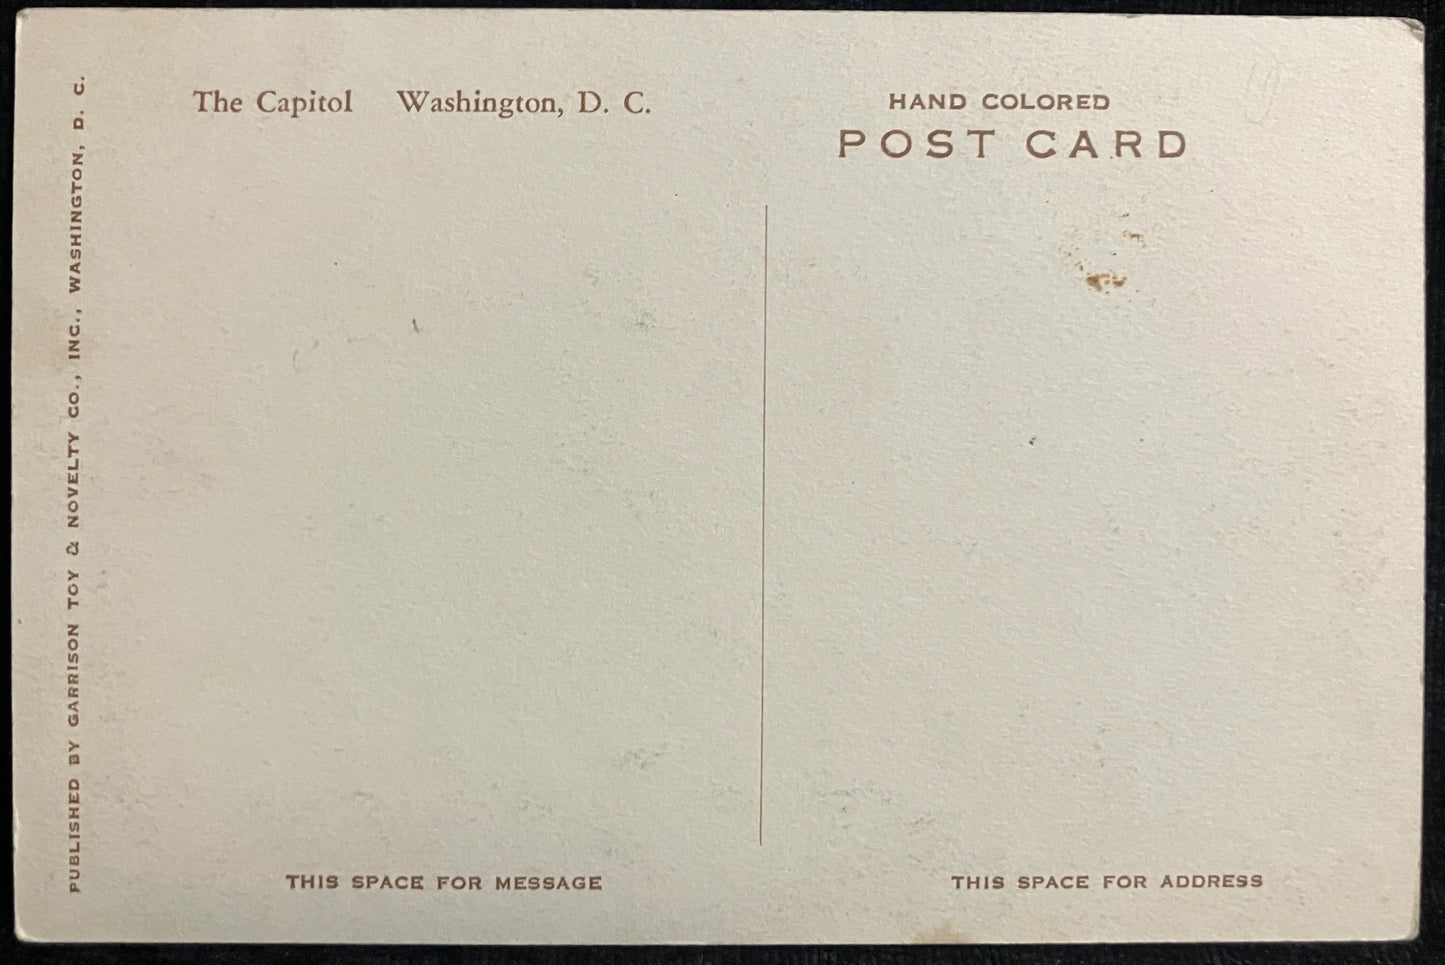 The Capitol Washington, D. C.
HAND COLORED
POST CARD
PUBLISHED BY GARRISON TOY & NOVELTY CO., INC., WASHINGTON, D. C.
THIS SPACE FOR MESSAGE
THIS SPACE FOR ADDRESS